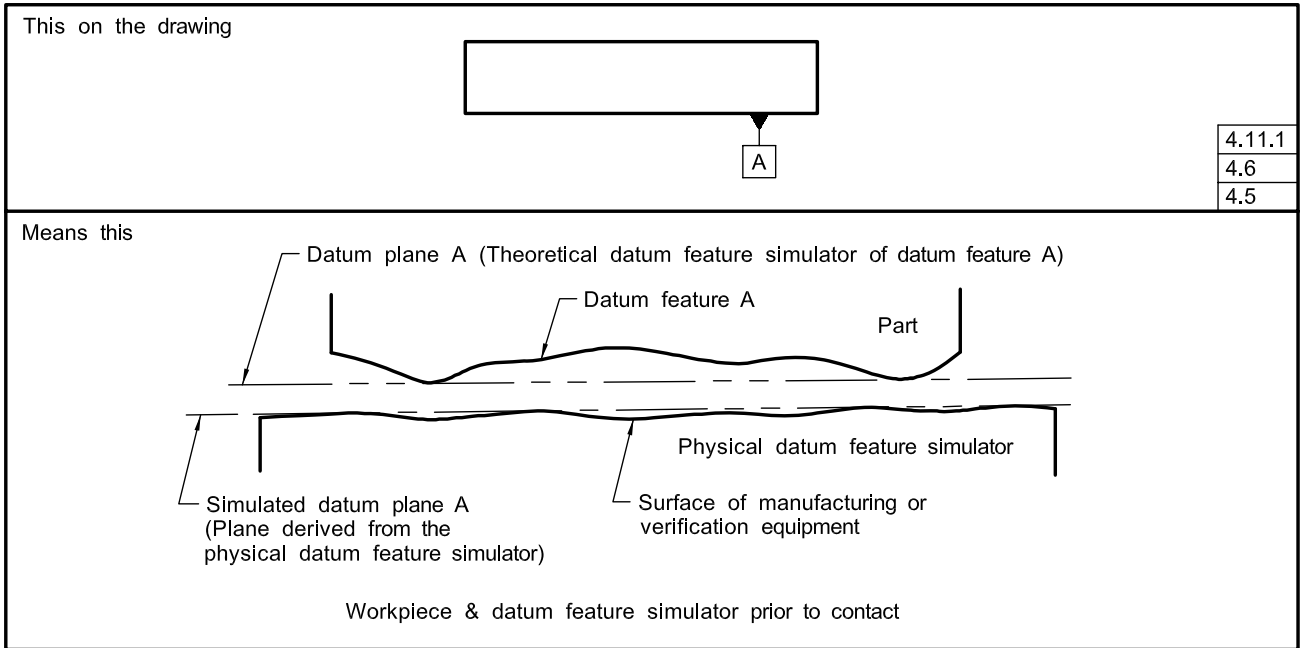 This on the drawing
A
4.11.1
4.6
4.5
Means this
Datum plane A (Theoretical datum feature simulator of datum feature A)
Datum feature A
Part
Physical datum feature simulator
Simulated datum plane A
(Plane derived from the
physical datum feature simulator)
Surface of manufacturing or
verification equipment
Workpiece & datum feature simulator prior to contact